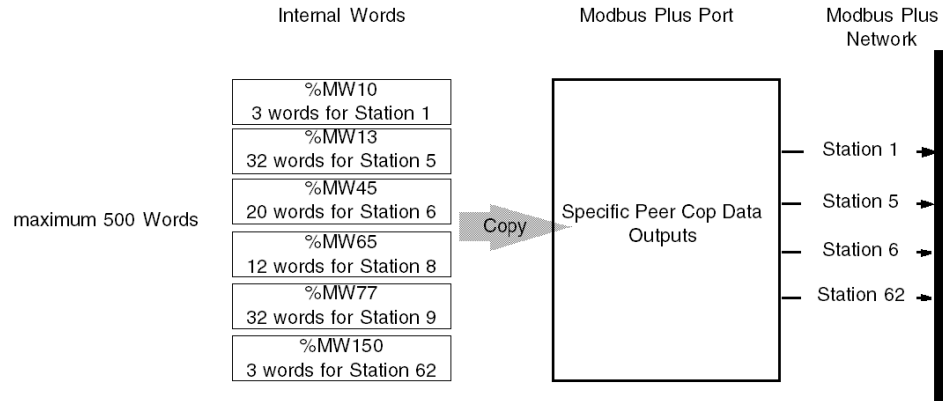 Internal Words
Modbus Plus Port
Modbus Plus
Network
%MW10
3 words for Station 1
%MW13
32 words for Station 5
%MW45
20 words for Station 6
%MW65
12 words for Station 8
%MW77
32 words for Station 9
%MW150
3 words for Station 62
maximum 500 Words
Copy
Specific Peer Cop Data
Outputs
Station 1
Station 5
Station 6
Station 62